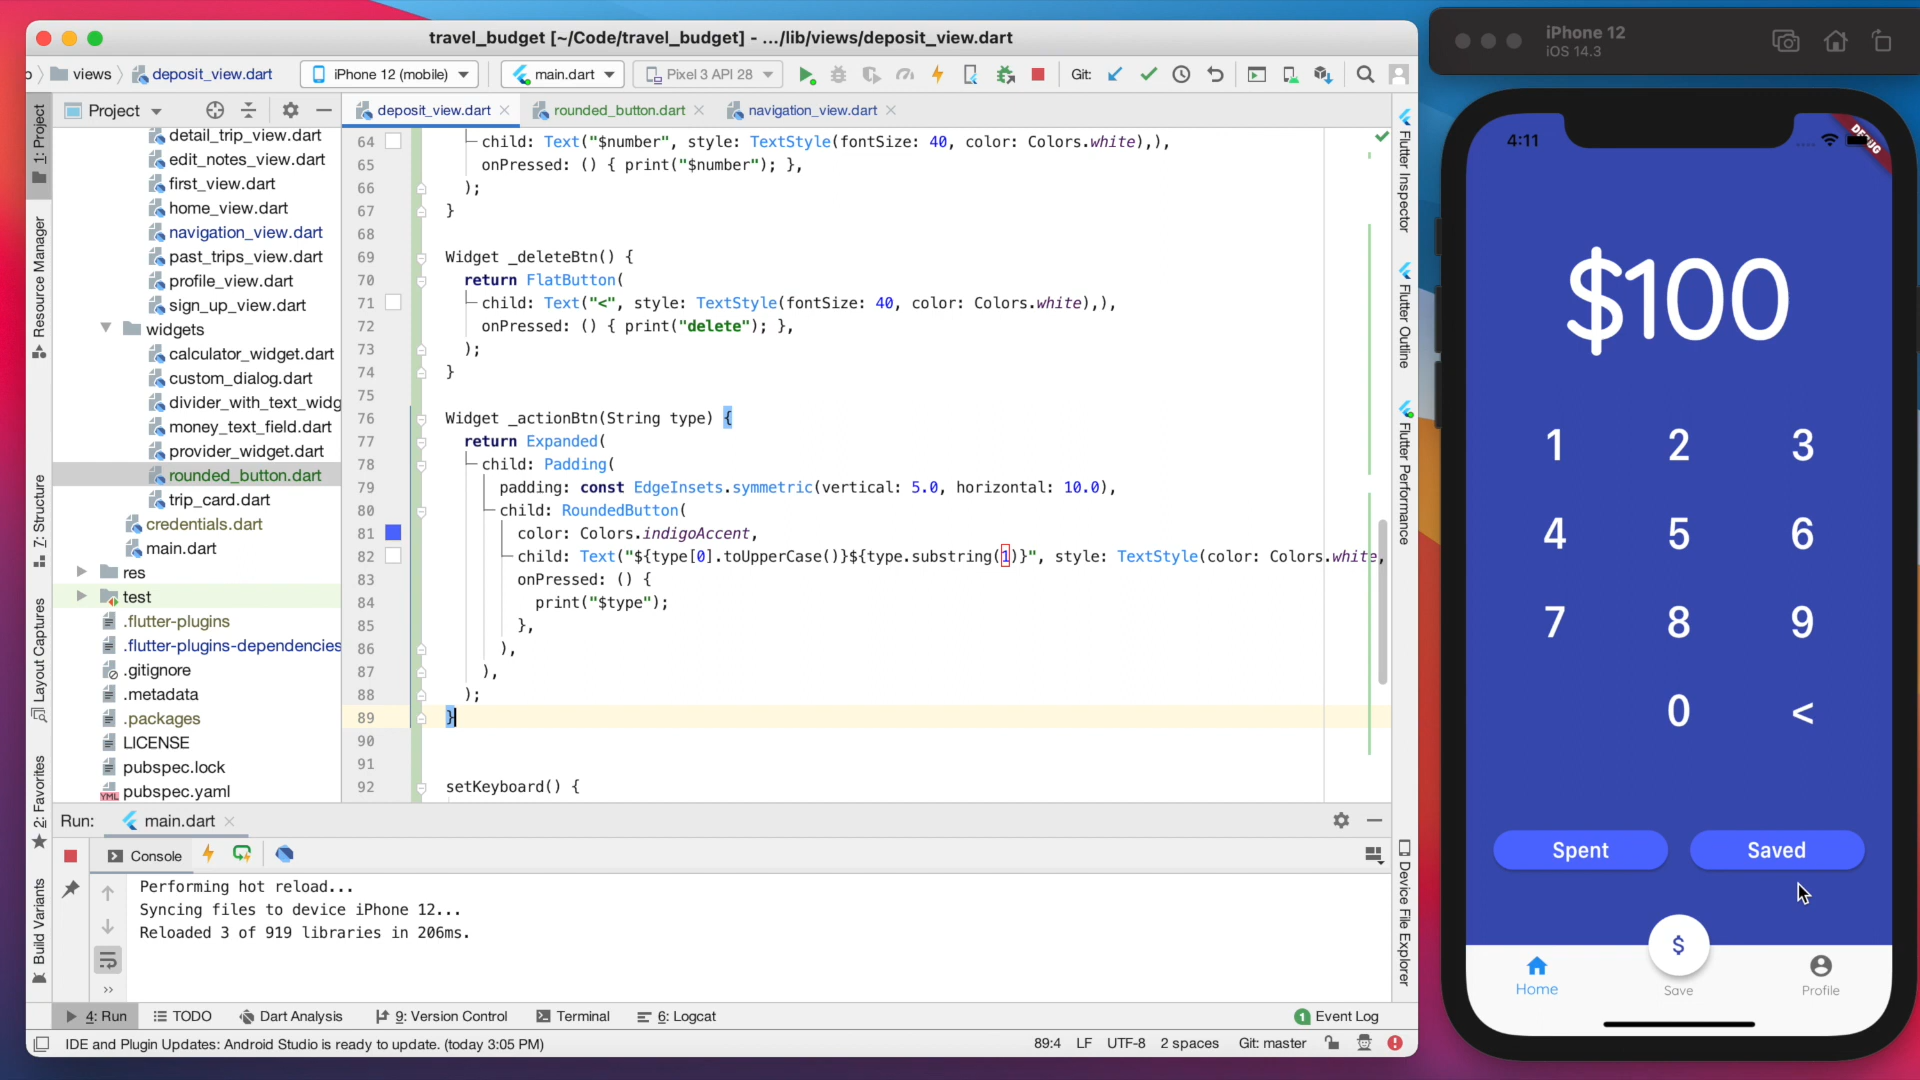 travel_budget [~/Code/travel_budget] - .../lib/views/deposit_view.dart
views
deposit_view.dart
iPhone 12 (mobile)
main.dart
Pixel 3 API 28
Git:
1: Project
Resource Manager
7: Structure
Layout Captures
2: Favorites
Build Variants
Project
detail_trip_view.dart
edit_notes_view.dart
first_view.dart
home_view.dart
navigation_view.dart
past_trips_view.dart
profile_view.dart
sign_up_view.dart
widgets
calculator_widget.dart
custom_dialog.dart
divider_with_text_widg
money_text_field.dart
provider_widget.dart
rounded_button.dart
trip_card.dart
credentials.dart
main.dart
res
test
.flutter-plugins
.flutter-plugins-dependencies
.gitignore
.metadata
.packages
LICENSE
pubspec.lock
YML
pubspec.yaml
deposit_view.dart
rounded_button.dart
navigation_view.dart
64 child: Text("$number", style: TextStyle(fontSize: 40, color: Colors.white),),
65 onPressed: () { print("$number"); },
66 );
67 }
68
69 Widget _deleteBtn() {
70 return FlatButton(
71 child: Text("<", style: TextStyle(fontSize: 40, color: Colors.white),),
72 onPressed: () { print("delete"); },
73 );
74 }
75
76 Widget _actionBtn(String type) {
77 return Expanded(
78 child: Padding(
79 padding: const EdgeInsets.symmetric(vertical: 5.0, horizontal: 10.0),
80 child: RoundedButton(
81 color: Colors.indigoAccent,
82 child: Text("${type[0].toUpperCase()}${type.substring(1)}", style: TextStyle(color: Colors.white,
83 onPressed: () {
84 print("$type");
85 },
86 ),
87 ),
88 );
89 }
90
91
92 setKeyboard() {
Flutter Inspector
Flutter Outline
Flutter Performance
Device File Explorer
Run:
main.dart
Console
Performing hot reload...
Syncing files to device iPhone 12...
Reloaded 3 of 919 libraries in 206ms.
4: Run
TODO
Dart Analysis
9: Version Control
Terminal
6: Logcat
1 Event Log
IDE and Plugin Updates: Android Studio is ready to update. (today 3:05 PM)
89:4
LF
UTF-8
2 spaces
Git: master
iPhone 12
iOS 14.3
4:11
DEBUG
$100
1 2 3
4 5 6
7 8 9
0 <
Spent
Saved
$
Home
Save
Profile